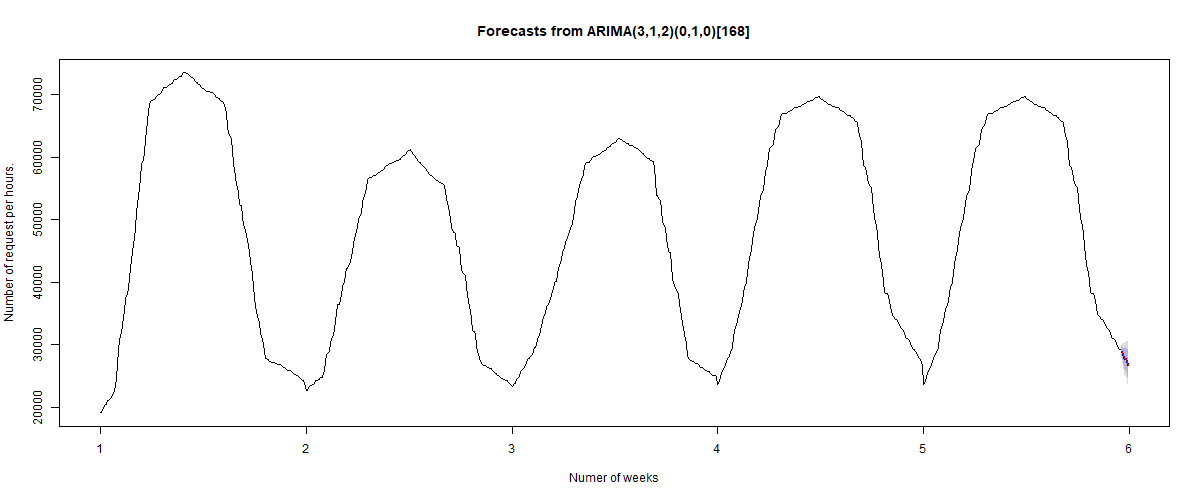 Forecasts from ARIMA(3,1,2)(0,1,0)[168]
Number of request per hours.
70000
60000
50000
40000
30000
20000
1 2 3 4 5 6
Numer of weeks